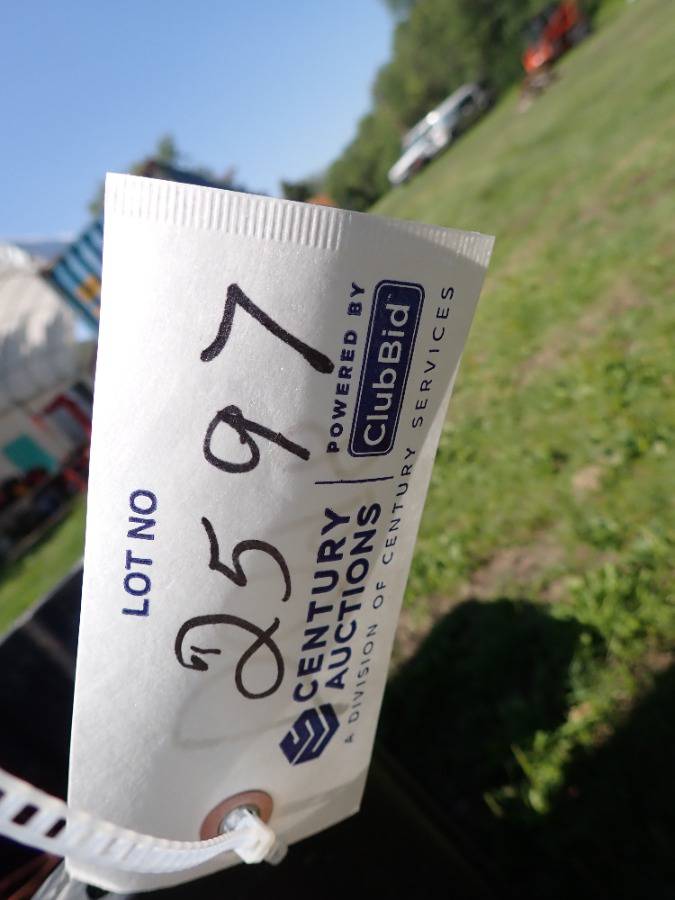 LOT NO
2597
CENTURY
AUCTIONS
POWERED BY
ClubBid
A DIVISION OF CENTURY SERVICES